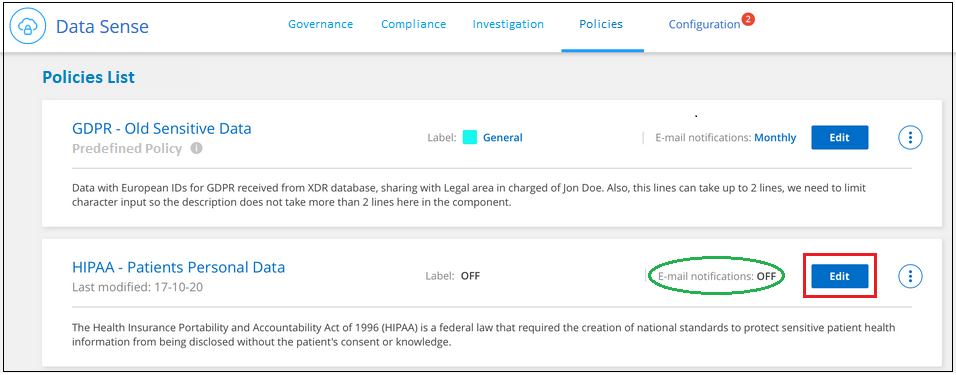 Data Sense
Governance Compliance Investigation Policies Configuration 2
Policies List
GDPR - Old Sensitive Data
Predefined Policy i
Label: General
E-mail notifications: Monthly
Edit
Data with European IDs for GDPR received from XDR database, sharing with Legal area in charged of Jon Doe. Also, this lines can take up to 2 lines, we need to limit
character input so the description does not take more than 2 lines here in the component.
HIPAA - Patients Personal Data
Last modified: 17-10-20
Label: OFF
E-mail notifications: OFF
Edit
The Health Insurance Portability and Accountability Act of 1996 (HIPAA) is a federal law that required the creation of national standards to protect sensitive patient health
information from being disclosed without the patient's consent or knowledge.